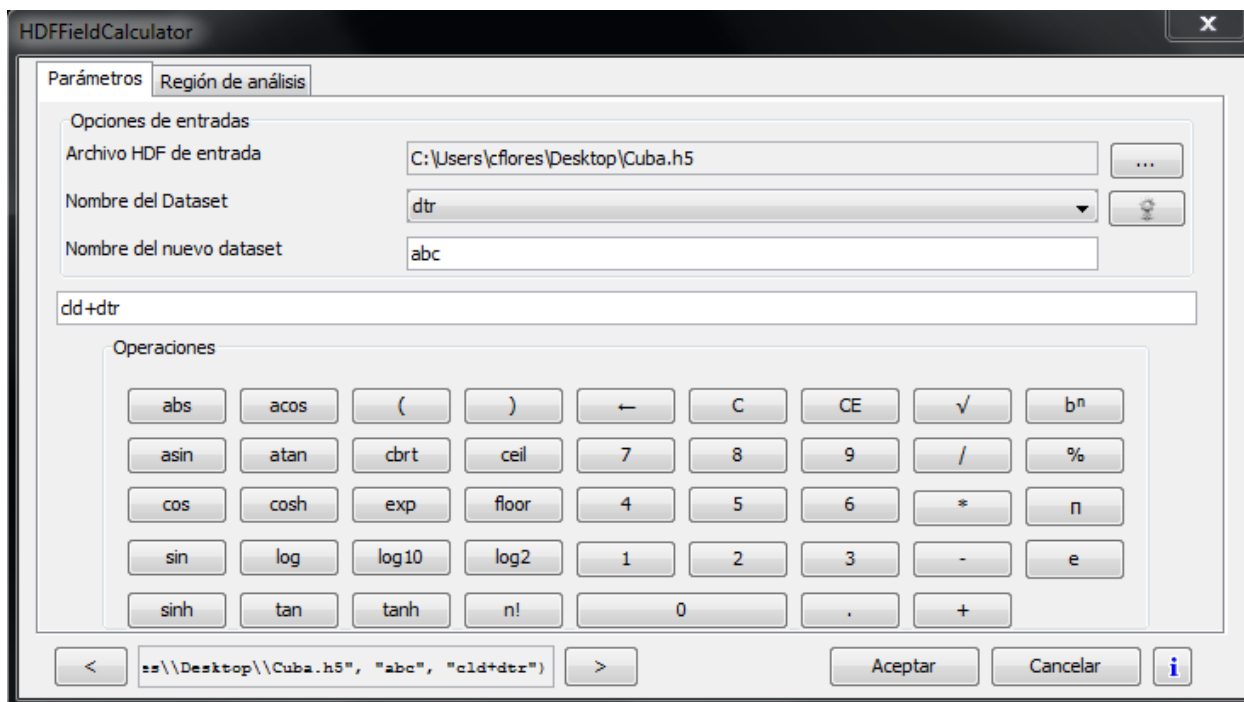 HDFFieldCalculator x
Parámetros Región de análisis
Opciones de entradas
Archivo HDF de entrada C:\Users\cflores\Desktop\Cuba.h5 ...
Nombre del Dataset dtr
Nombre del nuevo dataset abc
cld+dtr
Operaciones
abs acos ( ) ← C CE √ bⁿ
asin atan cbrt ceil 7 8 9 / %
cos cosh exp floor 4 5 6 * п
sin log log10 log2 1 2 3 - e
sinh tan tanh n! 0 . +
< ss\\Desktop\\Cuba.h5", "abc", "cld+dtr") > Aceptar Cancelar i